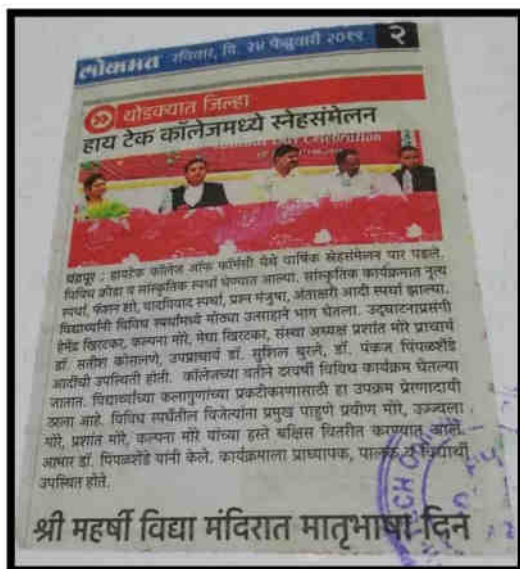 लोकमत रविवार, दि. २४ फेब्रुवारी २०१९ २
थोडक्यात जिल्हा
हाय टेक कॉलेजमध्ये स्नेहसंमेलन
चंद्रपूर : हायटेक कॉलेज ऑफ फॉर्मसी येथे वार्षिक स्नेहसंमेलन पार पडले.
विविध क्रीडा व सांस्कृतिक स्पर्धा घेण्यात आल्या. सांस्कृतिक कार्यक्रमात नृत्य
स्पर्धा, फॅशन शो, वादविवाद स्पर्धा, प्रश्न मंजुषा, अंताक्षरी आदी स्पर्धा झाल्या.
विद्यार्थ्यांनी विविध स्पर्धांमध्ये मोठ्या उत्साहाने भाग घेतला. उद्घाटनाप्रसंगी
हेमेंद्र खिरटकर, कल्पना मोरे, मेघा खिरटकर, संस्था अध्यक्ष प्रशांत मोरे प्राचार्य
डॉ. सतीश कोसलगे, उपप्राचार्य डॉ. सुशिल बुरले, डॉ. पंकज पिंपळशेंडे
आदींची उपस्थिती होती. कॉलेजच्या वतीने दरवर्षी विविध कार्यक्रम घेतल्या
जातात. विद्यार्थ्यांच्या कलागुणाच्या प्रकटीकरणासाठी हा उपक्रम प्रेरणादायी
ठरला आहे. विविध स्पर्धेतील विजेत्यांना प्रमुख पाहुणे प्रवीण मोरे, उज्ज्वला
मोरे, प्रशांत मोरे, कल्पना मोरे यांच्या हस्ते बक्षिस वितरीत करण्यात आले.
आभार डॉ. पिंपळशेंडे यांनी केले. कार्यक्रमाला प्राध्यापक, पालक व विद्यार्थी
उपस्थित होते.
श्री महर्षी विद्या मंदिरात मातृभाषा दिन